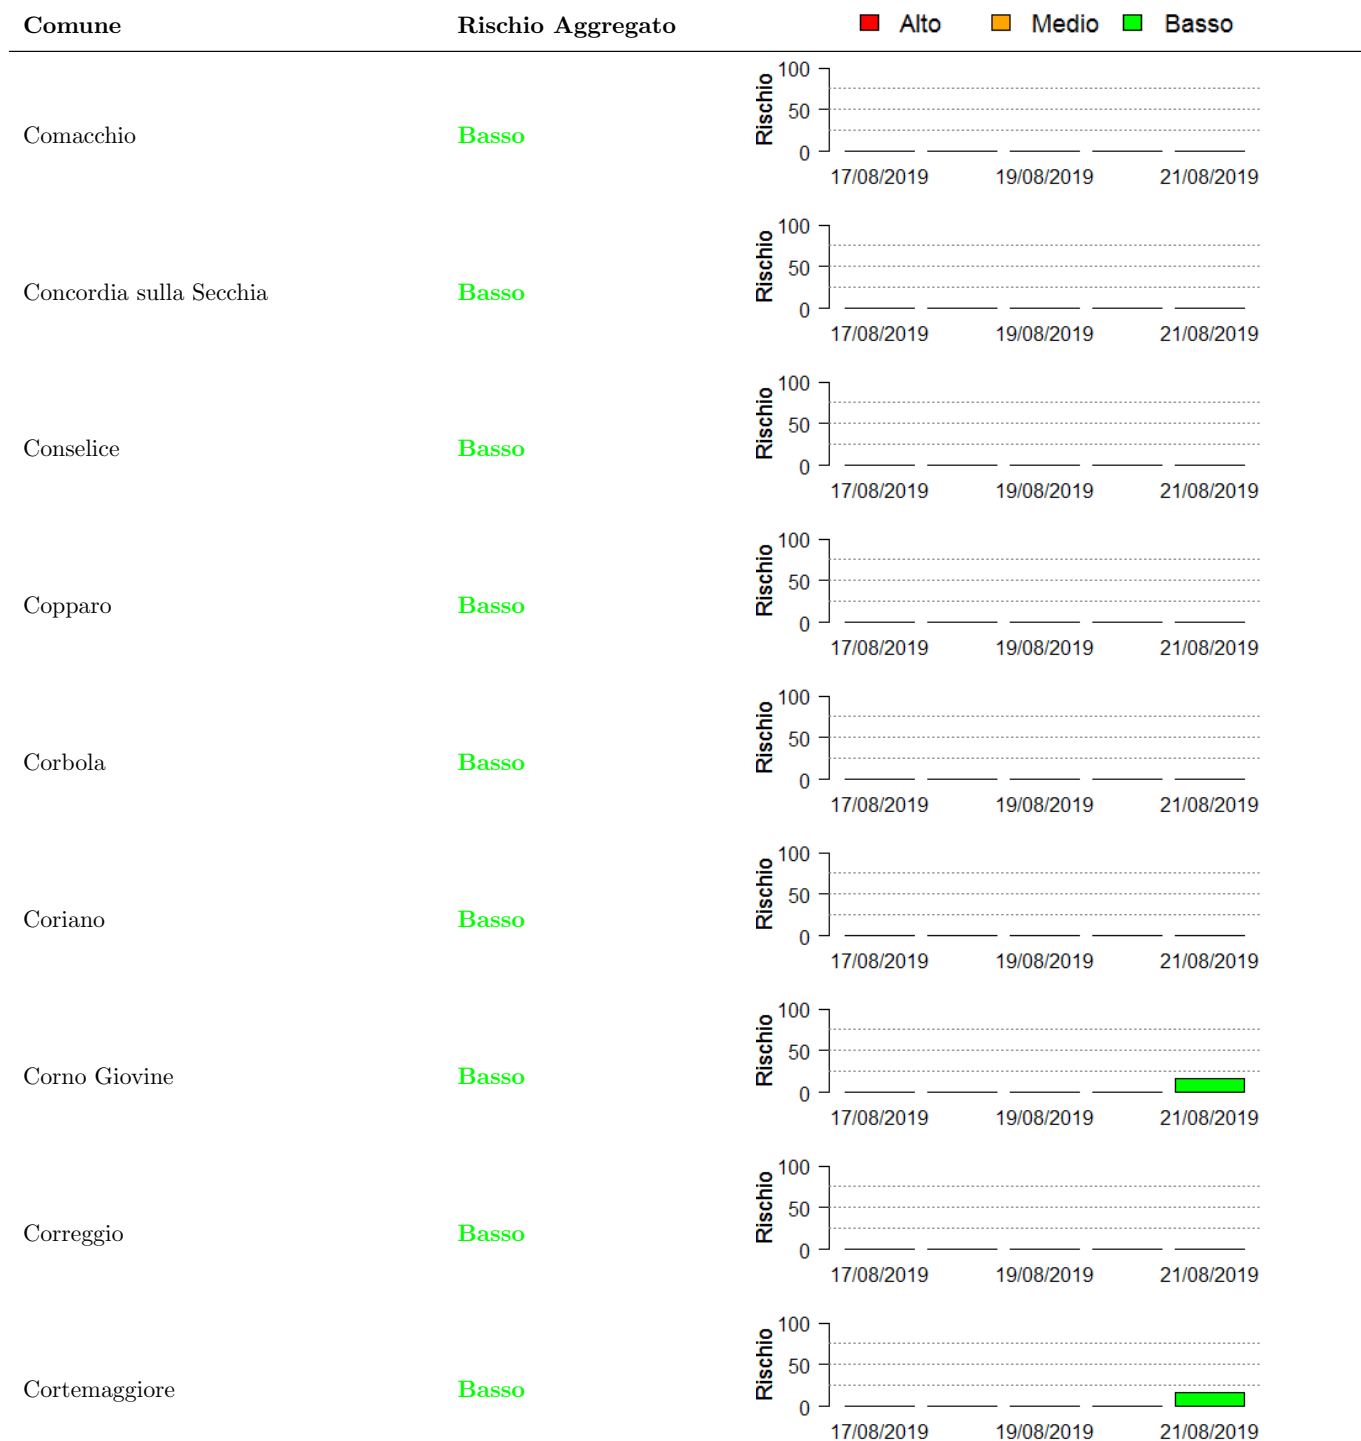 Comune Rischio Aggregato Alto Medio Basso
100
50
0
Rischio
Comacchio Basso
17/08/2019 19/08/2019 21/08/2019
100
50
0
Rischio
Concordia sulla Secchia Basso
17/08/2019 19/08/2019 21/08/2019
100
50
0
Rischio
Conselice Basso
17/08/2019 19/08/2019 21/08/2019
100
50
0
Rischio
Copparo Basso
17/08/2019 19/08/2019 21/08/2019
100
50
0
Rischio
Corbola Basso
17/08/2019 19/08/2019 21/08/2019
100
50
0
Rischio
Coriano Basso
17/08/2019 19/08/2019 21/08/2019
100
50
0
Rischio
Corno Giovine Basso
17/08/2019 19/08/2019 21/08/2019
100
50
0
Rischio
Correggio Basso
17/08/2019 19/08/2019 21/08/2019
100
50
0
Rischio
Cortemaggiore Basso
17/08/2019 19/08/2019 21/08/2019